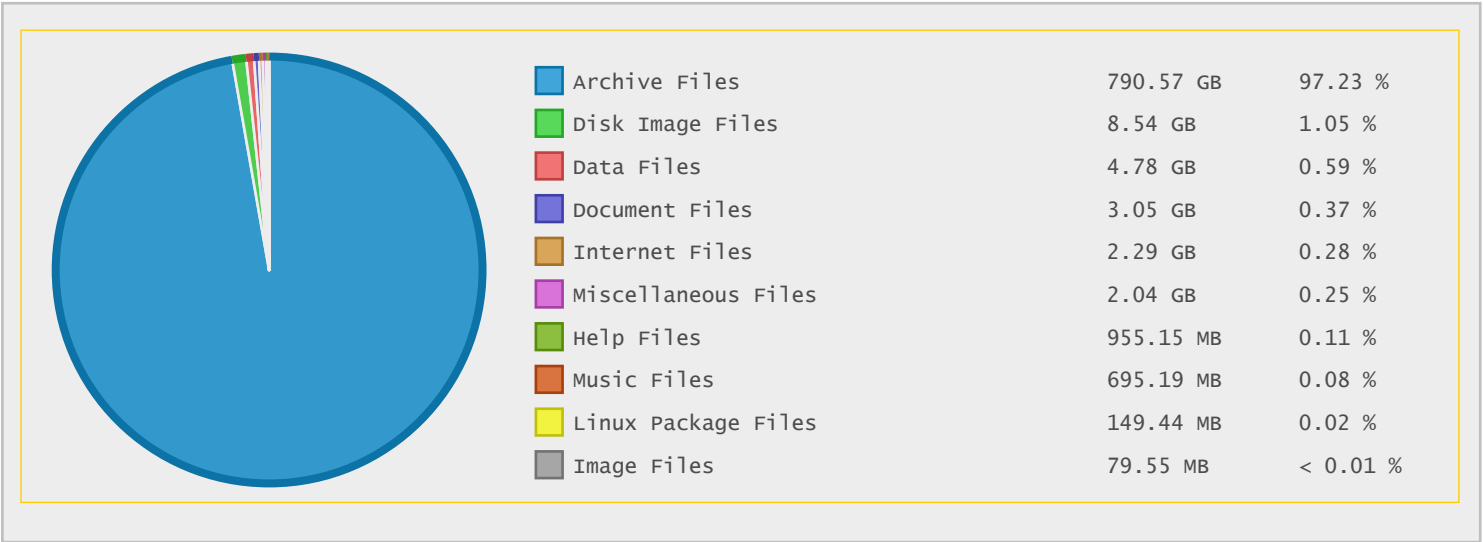 Archive Files 790.57 GB 97.23 %
Disk Image Files 8.54 GB 1.05 %
Data Files 4.78 GB 0.59 %
Document Files 3.05 GB 0.37 %
Internet Files 2.29 GB 0.28 %
Miscellaneous Files 2.04 GB 0.25 %
Help Files 955.15 MB 0.11 %
Music Files 695.19 MB 0.08 %
Linux Package Files 149.44 MB 0.02 %
Image Files 79.55 MB < 0.01 %